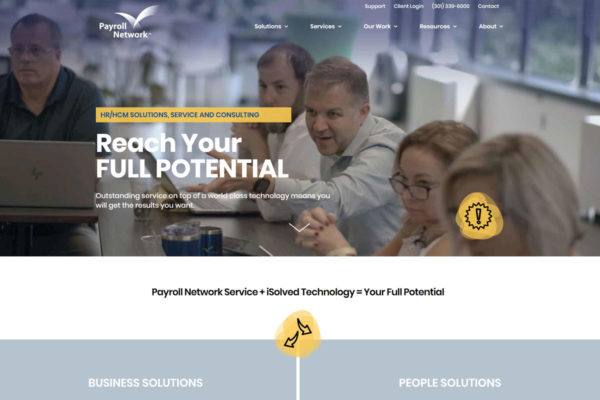 Support Client Login (301) 339-6000 Contact
Payroll
Network
Solutions Services Our Work Resources About
HR/HCM SOLUTIONS, SERVICE AND CONSULTING
Reach Your
FULL POTENTIAL
Outstanding service on top of a world class technology means you
will get the results you want.
Payroll Network Service + iSolved Technology = Your Full Potential
BUSINESS SOLUTIONS
PEOPLE SOLUTIONS